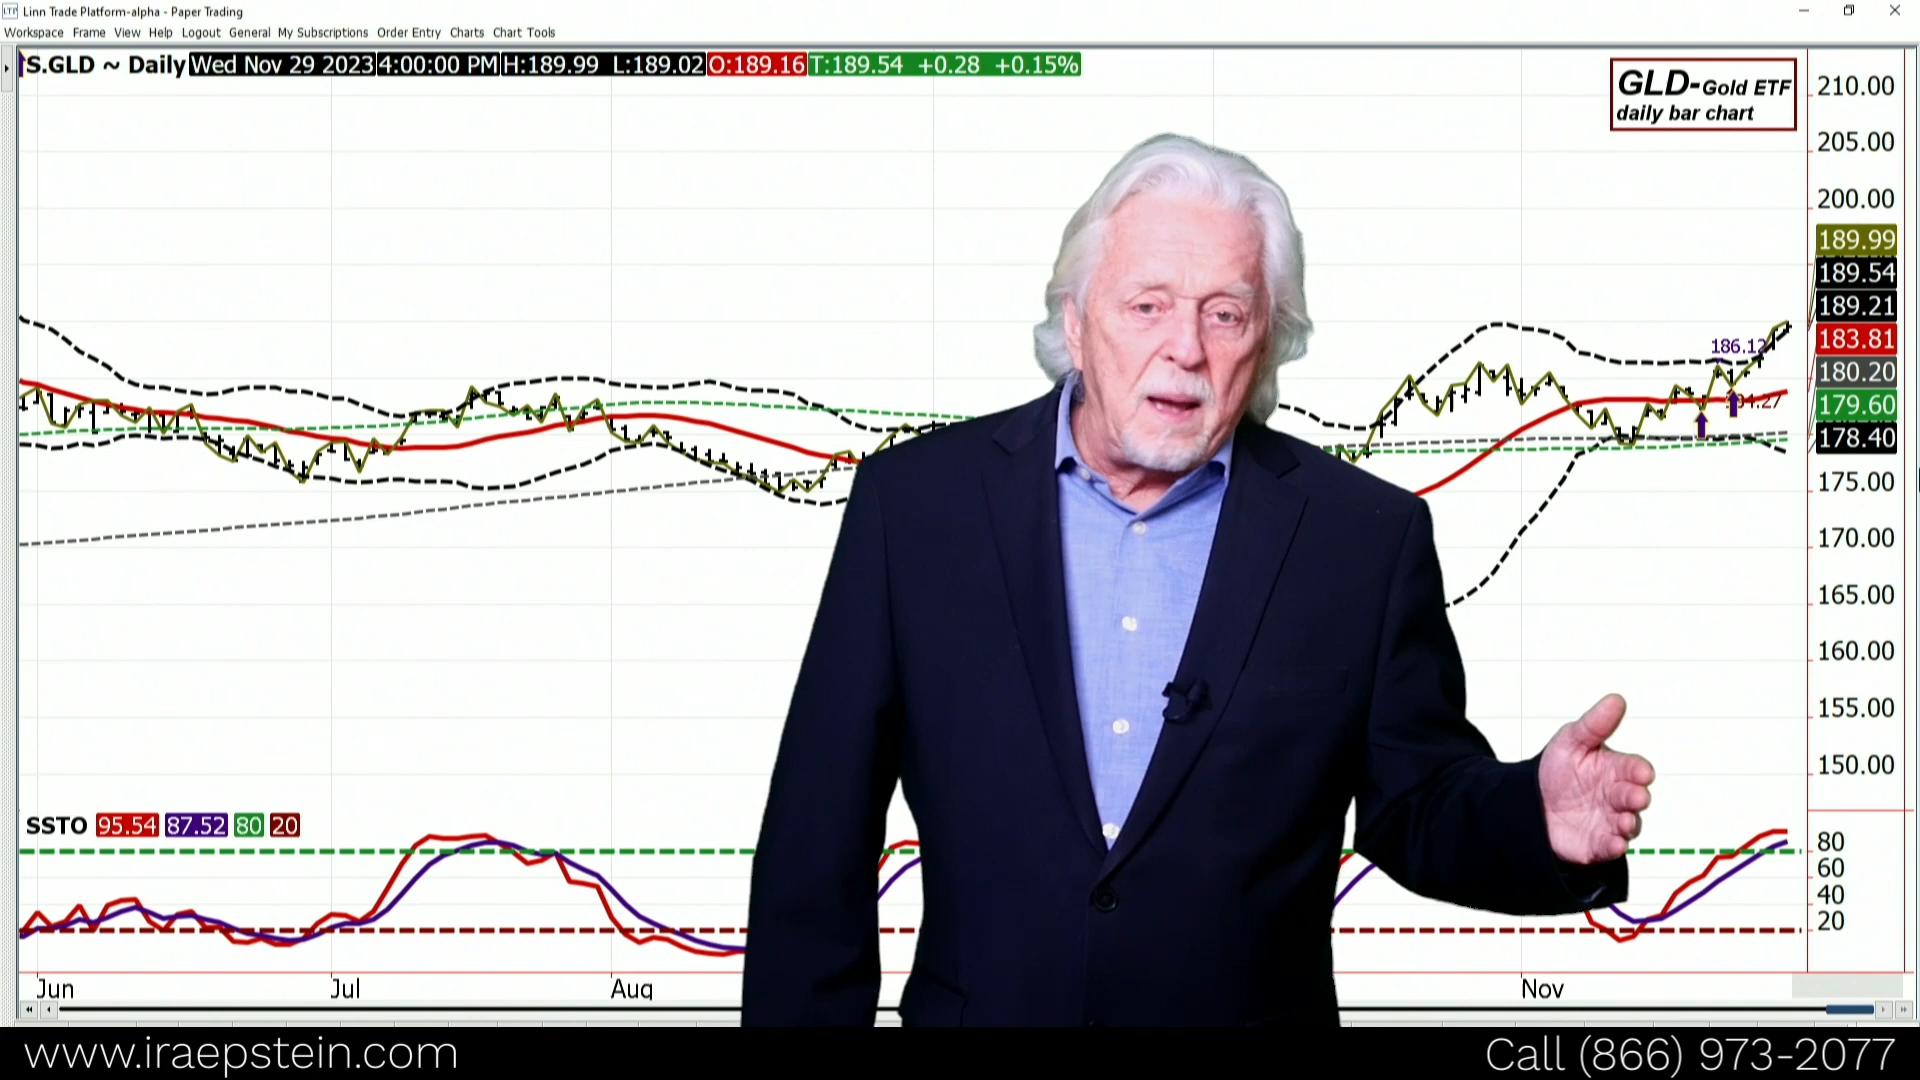 LTP Linn Trade Platform-alpha - Paper Trading
Workspace Frame View Help Logout General My Subscriptions Order Entry Charts Chart Tools
S.GLD ~ Daily Wed Nov 29 2023 4:00:00 PM H:189.99 L:189.02 O:189.16 T:189.54 +0.28 +0.15%
GLD-Gold ETF
daily bar chart
210.00
205.00
200.00
189.99
189.54
189.21
183.81
180.20
179.60
178.40
175.00
170.00
165.00
160.00
155.00
150.00
186.12
SSTO 95.54 87.52 80 20
80
60
40
20
Jun Jul Aug Nov
www.iraepstein.com Call (866) 973-2077